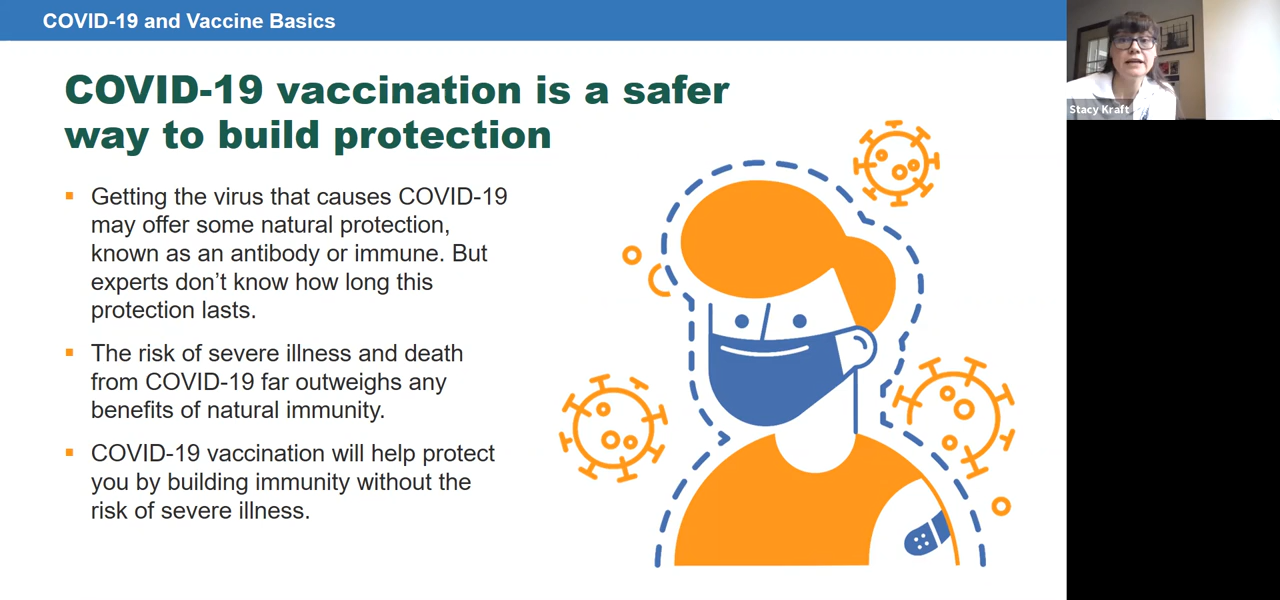 COVID-19 and Vaccine Basics
COVID-19 vaccination is a safer
way to build protection
Getting the virus that causes COVID-19
may offer some natural protection,
known as an antibody or immune. But
experts don’t know how long this
protection lasts.
The risk of severe illness and death
from COVID-19 far outweighs any
benefits of natural immunity.
COVID-19 vaccination will help protect
you by building immunity without the
risk of severe illness.
Stacy Kraft